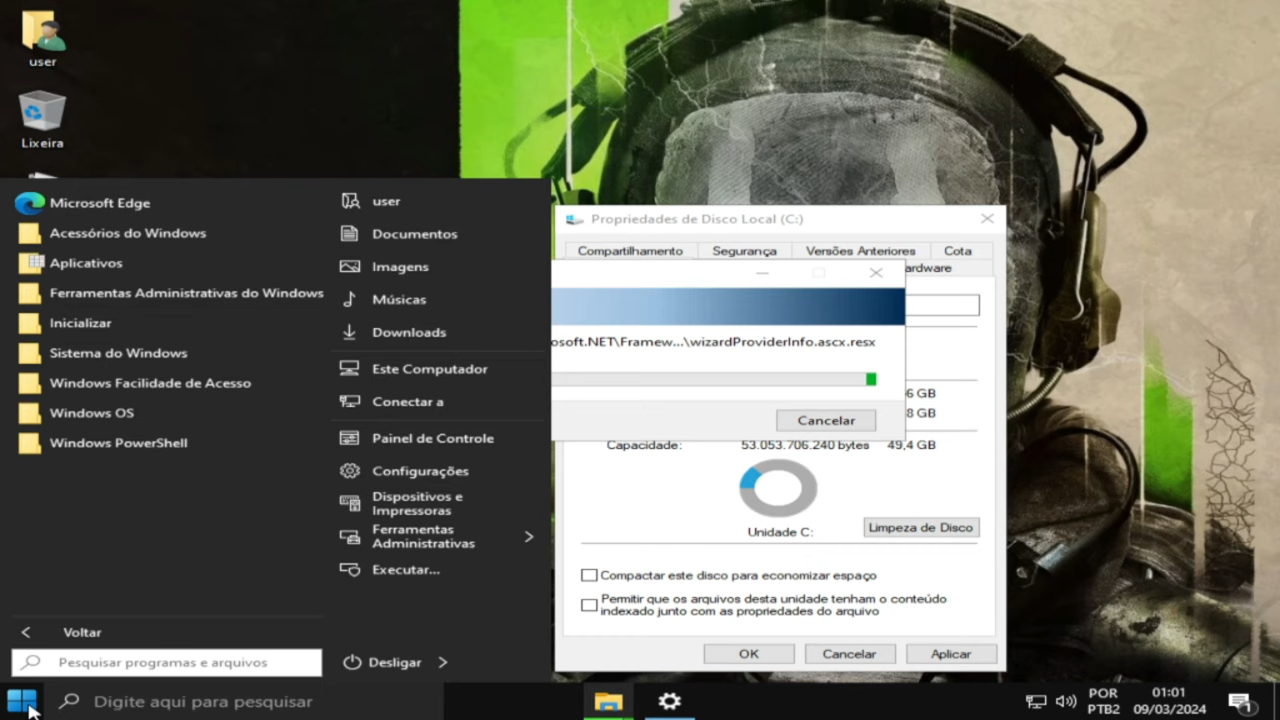 user
Lixeira
Microsoft Edge
Acessórios do Windows
Aplicativos
Ferramentas Administrativas do Windows
Inicializar
Sistema do Windows
Windows Facilidade de Acesso
Windows OS
Windows PowerShell
Voltar
Pesquisar programas e arquivos
user
Documentos
Imagens
Músicas
Downloads
Este Computador
Conectar a
Painel de Controle
Configurações
Dispositivos e
Impressoras
Ferramentas
Administrativas
Executar...
Desligar
Propriedades de Disco Local (C:)
Compartilhamento Segurança Versões Anteriores Cota
ardware
osoft.NET\Framew...\wizardProviderInfo.ascx.resx
6 GB
8 GB
Cancelar
Capacidade: 53.053.706.240 bytes 49,4 GB
Unidade C:
Limpeza de Disco
Compactar este disco para economizar espaço
Permitir que os arquivos desta unidade tenham o conteúdo
indexado junto com as propriedades do arquivo
OK Cancelar Aplicar
Digite aqui para pesquisar
POR
PTB2
01:01
09/03/2024
1